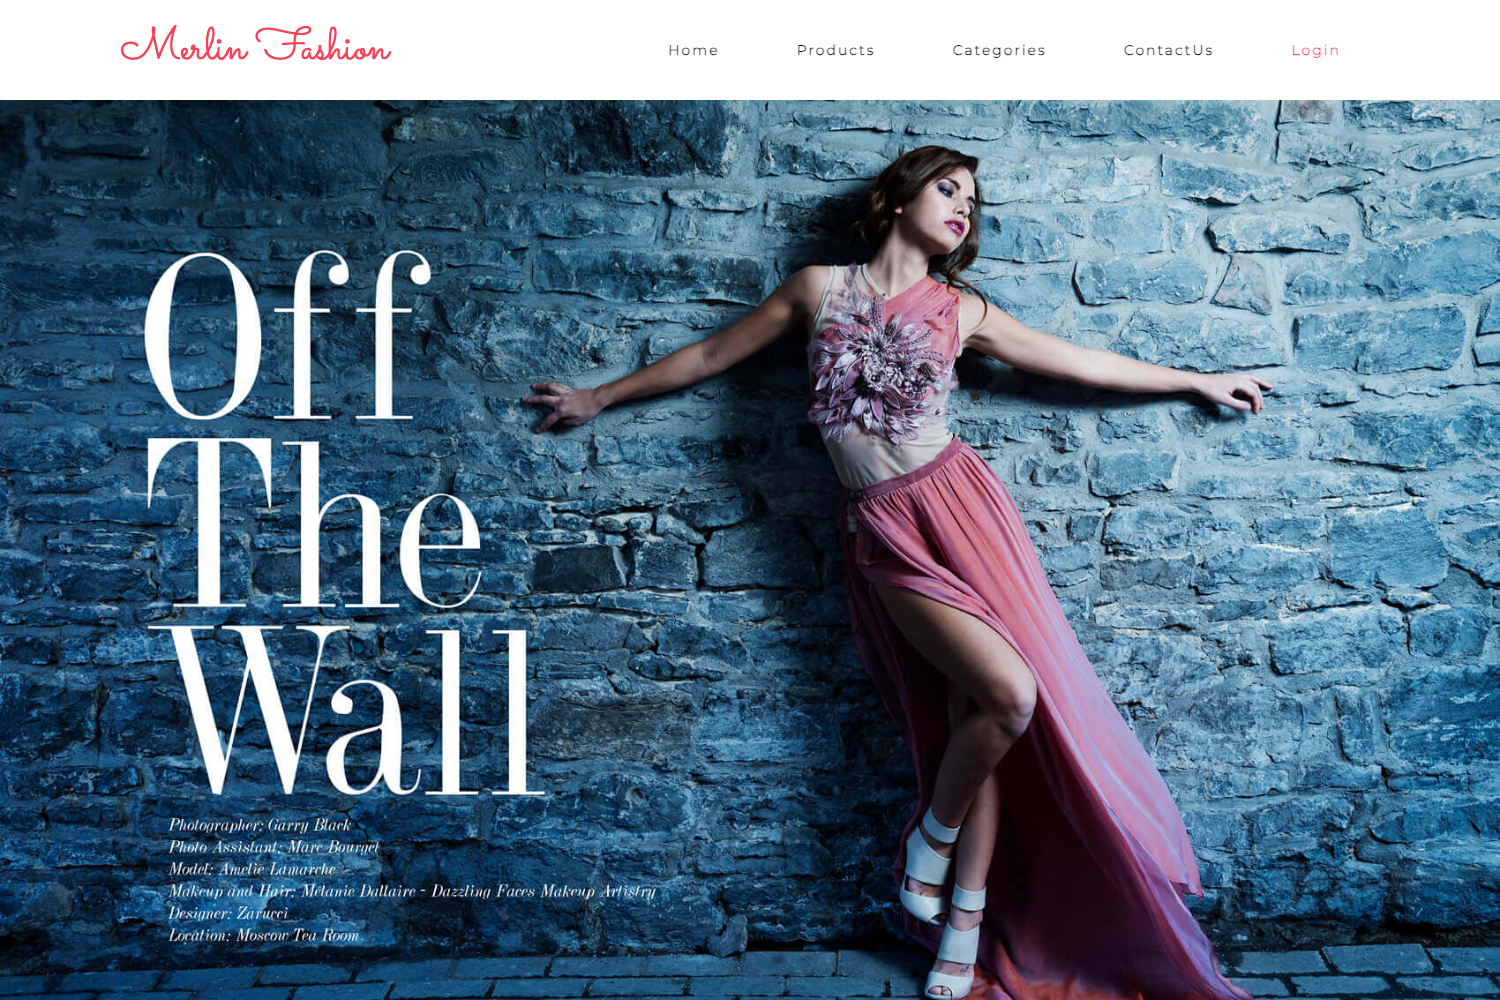 Merlin Fashion
Home Products Categories ContactUs Login
Off
The
Wall
Photographer: Garry Black
Photo Assistant: Marc Bourget
Model: Amelie Lamarche
Makeup and Hair: Mélanie Dallaire - Dazzling Faces Makeup Artistry
Designer: Zarucci
Location: Moscow Tea Room